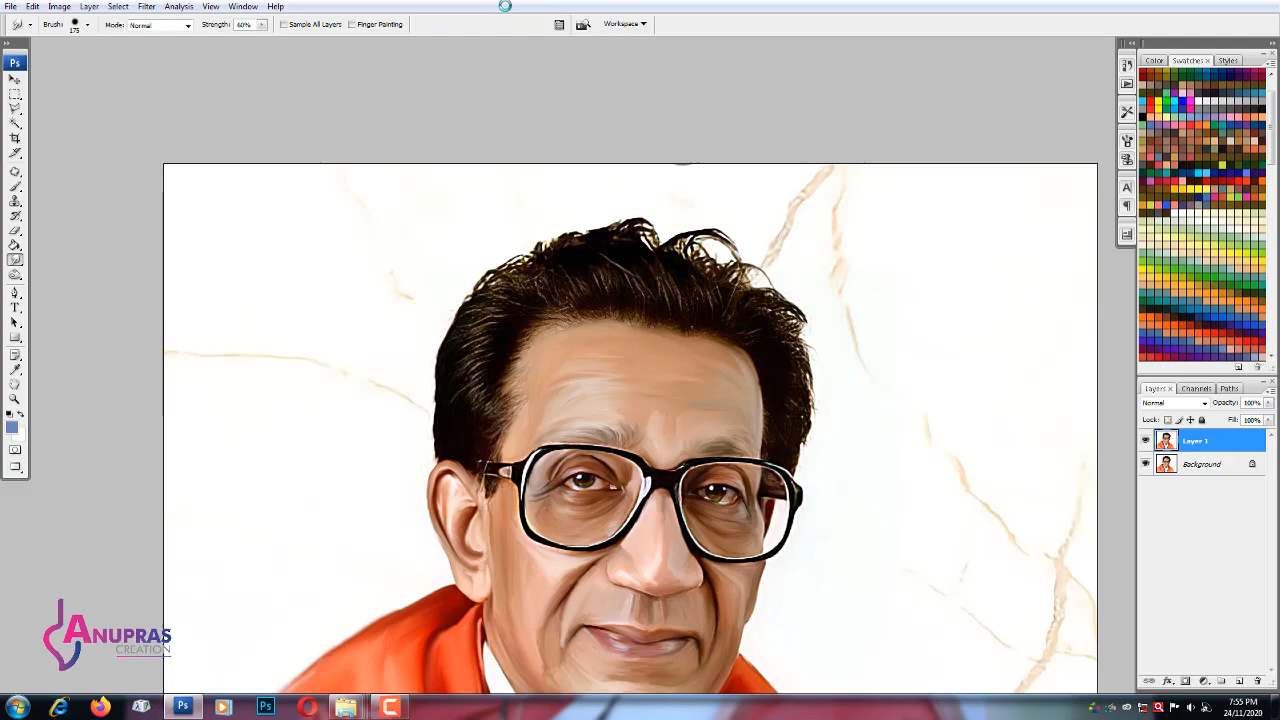 File Edit Image Layer Select Filter Analysis View Window Help
Brush: 175 Mode: Normal Strength: 60% Sample All Layers Finger Painting Workspace
Ps
Color Swatches × Styles
Layers × Channels Paths
Normal Opacity: 100%
Lock: Fill: 100%
Layer 1
Background
ANUPRAS
CREATION
7:55 PM
24/11/2020